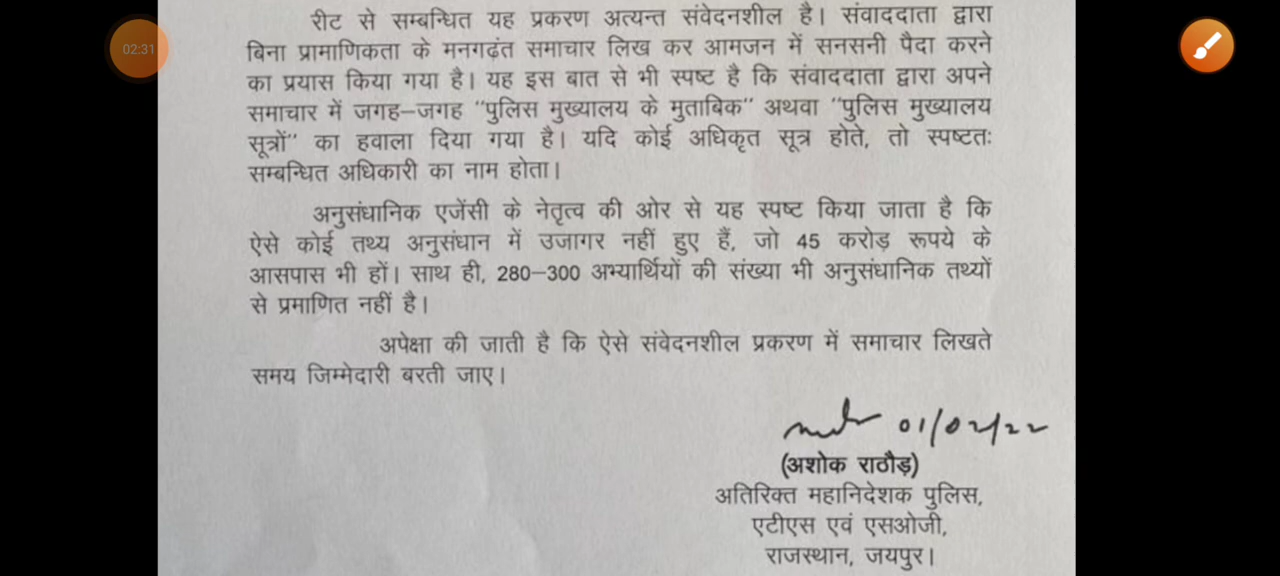 रीट से सम्बन्धित यह प्रकरण अत्यन्त संवेदनशील है। संवाददाता द्वारा
बिना प्रामाणिकता के मनगढ़ंत समाचार लिख कर आमजन में सनसनी पैदा करने
का प्रयास किया गया है। यह इस बात से भी स्पष्ट है कि संवाददाता द्वारा अपने
समाचार में जगह–जगह "पुलिस मुख्यालय के मुताबिक" अथवा "पुलिस मुख्यालय
सूत्रों" का हवाला दिया गया है। यदि कोई अधिकृत सूत्र होते, तो स्पष्टतः
सम्बन्धित अधिकारी का नाम होता।
अनुसंधानिक एजेंसी के नेतृत्व की ओर से यह स्पष्ट किया जाता है कि
ऐसे कोई तथ्य अनुसंधान में उजागर नहीं हुए हैं, जो 45 करोड़ रूपये के
आसपास भी हों। साथ ही, 280–300 अभ्यार्थियों की संख्या भी अनुसंधानिक तथ्यों
से प्रमाणित नहीं है।
अपेक्षा की जाती है कि ऐसे संवेदनशील प्रकरण में समाचार लिखते
समय जिम्मेदारी बरती जाए।
01/02/22
(अशोक राठौड़)
अतिरिक्त महानिदेशक पुलिस,
एटीएस एवं एसओजी,
राजस्थान, जयपुर।
02:31